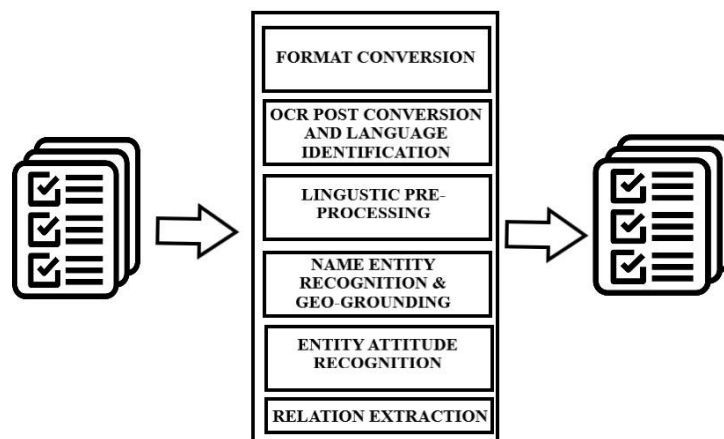 FORMAT CONVERSION
OCR POST CONVERSION
AND LANGUAGE
IDENTIFICATION
LINGUSTIC PRE-
PROCESSING
NAME ENTITY
RECOGNITION &
GEO-GROUNDING
ENTITY ATTITUDE
RECOGNITION
RELATION EXTRACTION